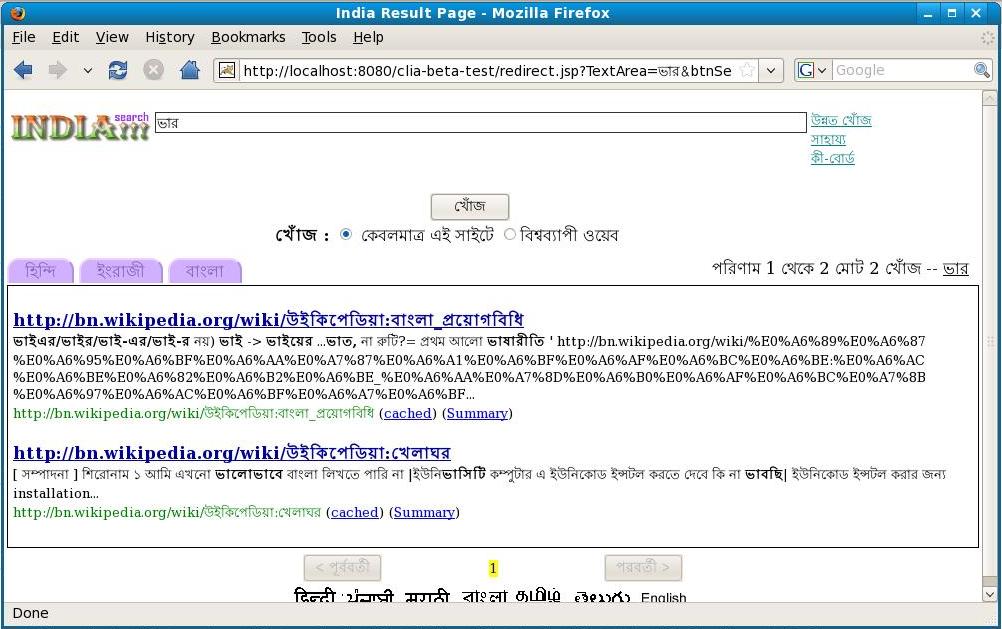 India Result Page - Mozilla Firefox
File Edit View History Bookmarks Tools Help
http://localhost:8080/clia-beta-test/redirect.jsp?TextArea=ভার&btnSe
G Google
INDIA search ???
ভার
উন্নত খোঁজ
সাহায্য
কী-বোর্ড
খোঁজ
খোঁজ : কেবলমাত্র এই সাইটে বিশ্বব্যাপী ওয়েব
হিন্দি ইংরাজী বাংলা
পরিণাম 1 থেকে 2 মোট 2 খোঁজ -- ভার
http://bn.wikipedia.org/wiki/উইকিপেডিয়া:বাংলা_প্রয়োগবিধি
ভাইএর/ভাইর/ভাই-এর/ভাই-র নয়) ভাই -> ভাইয়ের ...ভাত, না রুটি?= প্রথম আলো ভাষারীতি ' http://bn.wikipedia.org/wiki/%E0%A6%89%E0%A6%87
%E0%A6%95%E0%A6%BF%E0%A6%AA%E0%A7%87%E0%A6%A1%E0%A6%BF%E0%A6%AF%E0%A6%BC%E0%A6%BE:%E0%A6%AC
%E0%A6%BE%E0%A6%82%E0%A6%B2%E0%A6%BE_%E0%A6%AA%E0%A7%8D%E0%A6%B0%E0%A6%AF%E0%A6%BC%E0%A7%8B
%E0%A6%97%E0%A6%AC%E0%A6%BF%E0%A6%A7%E0%A6%BF...
http://bn.wikipedia.org/wiki/উইকিপেডিয়া:বাংলা_প্রয়োগবিধি (cached) (Summary)
http://bn.wikipedia.org/wiki/উইকিপেডিয়া:খেলাঘর
[ সম্পাদনা ] শিরোনাম ১ আমি এখনো ভালোভাবে বাংলা লিখতে পারি না |ইউনিভার্সিটি কম্পুটার এ ইউনিকোড ইন্সটল করতে দেবে কি না ভাবছি| ইউনিকোড ইন্সটল করার জন্য
installation...
http://bn.wikipedia.org/wiki/উইকিপেডিয়া:খেলাঘর (cached) (Summary)
< পূর্ববর্তী 1 পরবর্তী >
हिन्दी ਪੰਜਾਬੀ मराठी বাংলা தமிழ் తెలుగు English
Done